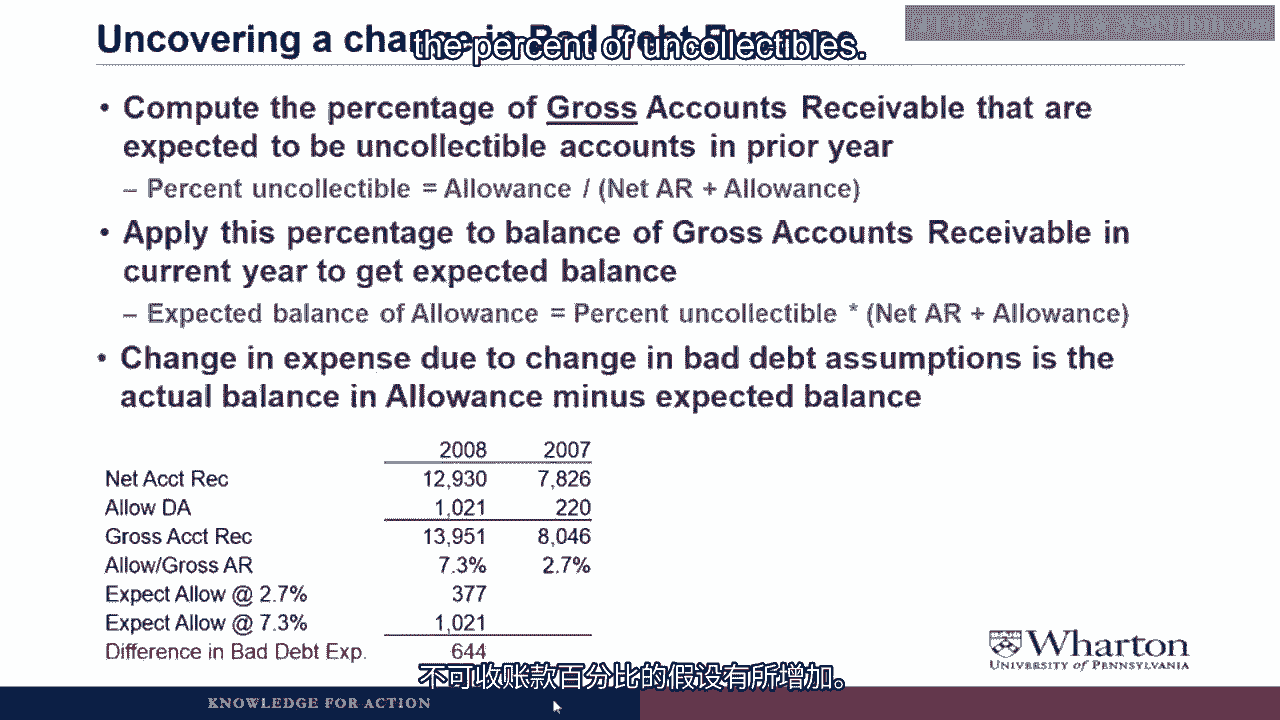 Uncovering a change in Bad Debt Expense
the percent of uncollectibles.
• Compute the percentage of Gross Accounts Receivable that are
expected to be uncollectible accounts in prior year
– Percent uncollectible = Allowance / (Net AR + Allowance)
• Apply this percentage to balance of Gross Accounts Receivable in
current year to get expected balance
– Expected balance of Allowance = Percent uncollectible * (Net AR + Allowance)
• Change in expense due to change in bad debt assumptions is the
actual balance in Allowance minus expected balance
2008 2007
Net Acct Rec 12,930 7,826
Allow DA 1,021 220
Gross Acct Rec 13,951 8,046
Allow/Gross AR 7.3% 2.7%
Expect Allow @ 2.7% 377
Expect Allow @ 7.3% 1,021
Difference in Bad Debt Exp. 644
Wharton
UNIVERSITY of PENNSYLVANIA
不可收账款百分比的假设有所增加。
KNOWLEDGE FOR ACTION